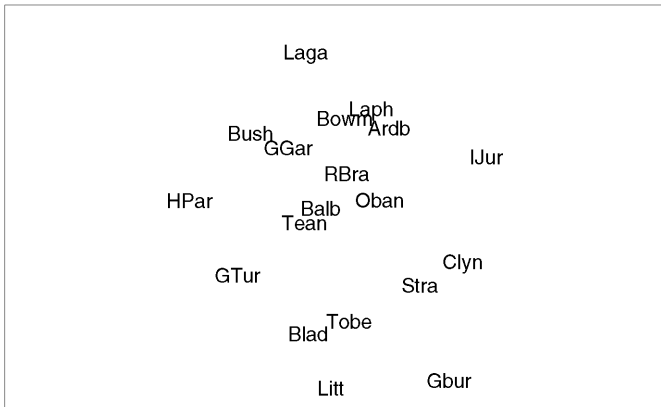 Laga
Laph
Bowm
Ardb
Bush
GGar
IJur
RBra
HPar
Oban
Balb
Tean
Clyn
GTur
Stra
Tobe
Blad
Gbur
Litt